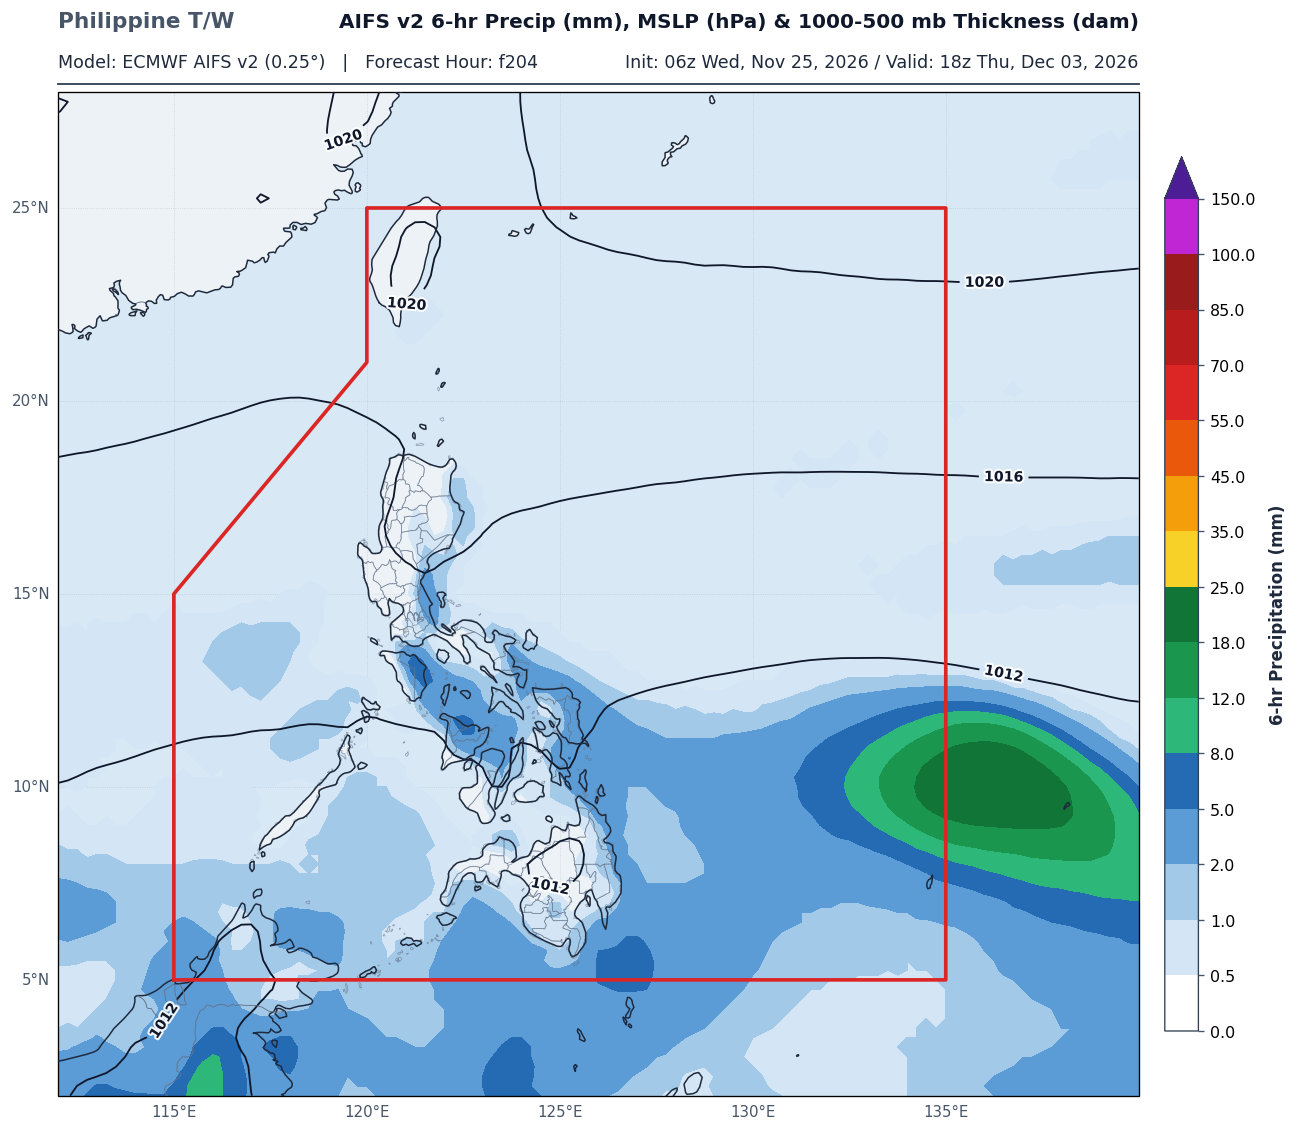 Philippine T/W
AIFS v2 6-hr Precip (mm), MSLP (hPa) & 1000-500 mb Thickness (dam)
Model: ECMWF AIFS v2 (0.25°) | Forecast Hour: f204
Init: 06z Wed, Nov 25, 2026 / Valid: 18z Thu, Dec 03, 2026
1020
1020
1020
1016
1012
1012
1012
25°N
20°N
15°N
10°N
5°N
115°E
120°E
125°E
130°E
135°E
150.0
100.0
85.0
70.0
55.0
45.0
35.0
25.0
18.0
12.0
8.0
5.0
2.0
1.0
0.5
0.0
6-hr Precipitation (mm)